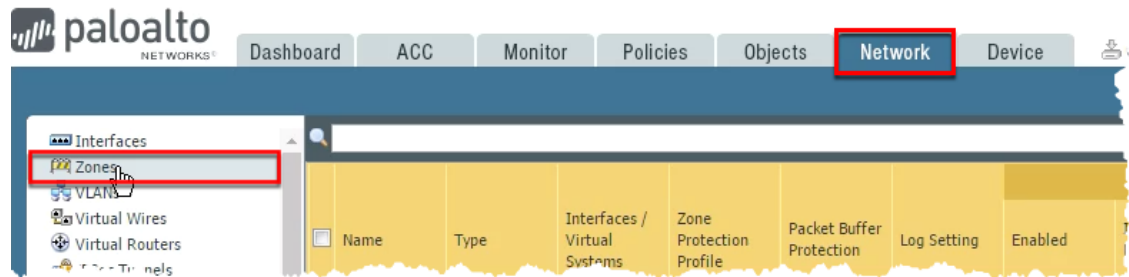 paloalto
NETWORKS®
Dashboard ACC Monitor Policies Objects Network Device
Interfaces
Zones
VLANs
Virtual Wires
Virtual Routers
Name Type Interfaces / Virtual Systems Zone Protection Profile Packet Buffer Protection Log Setting Enabled